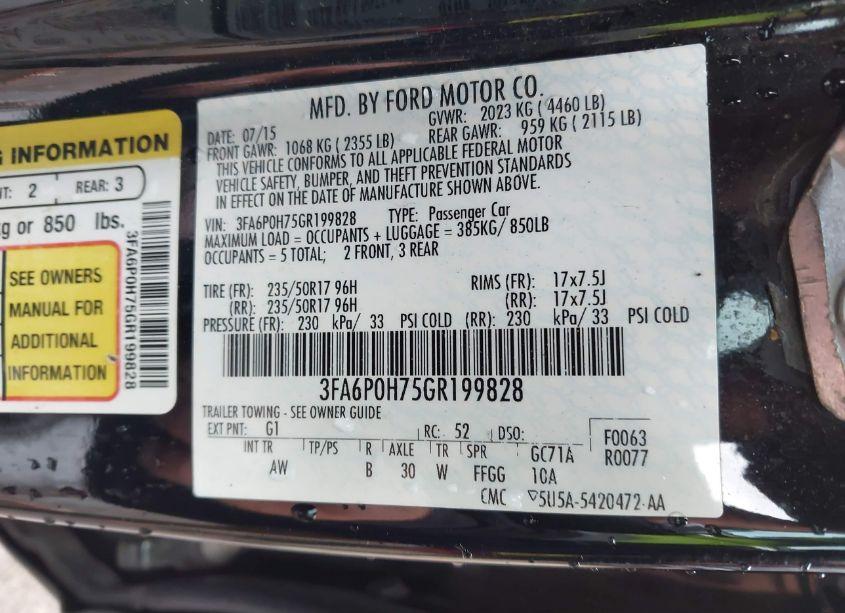 G INFORMATION
NT: 2 REAR: 3
kg or 850 lbs.
SEE OWNERS
MANUAL FOR
ADDITIONAL
INFORMATION
3FA6P0H75GR199828
MFD. BY FORD MOTOR CO.
DATE: 07/15 GVWR: 2023 KG ( 4460 LB)
FRONT GAWR: 1068 KG ( 2355 LB) REAR GAWR: 959 KG ( 2115 LB)
THIS VEHICLE CONFORMS TO ALL APPLICABLE FEDERAL MOTOR
VEHICLE SAFETY, BUMPER, AND THEFT PREVENTION STANDARDS
IN EFFECT ON THE DATE OF MANUFACTURE SHOWN ABOVE.
VIN: 3FA6P0H75GR199828 TYPE: Passenger Car
MAXIMUM LOAD = OCCUPANTS + LUGGAGE = 385KG/ 850LB
OCCUPANTS = 5 TOTAL; 2 FRONT, 3 REAR
TIRE (FR): 235/50R17 96H RIMS (FR): 17x7.5J
(RR): 235/50R17 96H (RR): 17x7.5J
PRESSURE (FR): 230 kPa/ 33 PSI COLD (RR): 230 kPa/ 33 PSI COLD
3FA6P0H75GR199828
TRAILER TOWING - SEE OWNER GUIDE
EXT PNT: G1 RC: 52 DSO: F0063
INT TR TP/PS R AXLE TR SPR GC71A R0077
AW B 30 W FFGG 10A
CMC ▽5U5A-5420472-AA